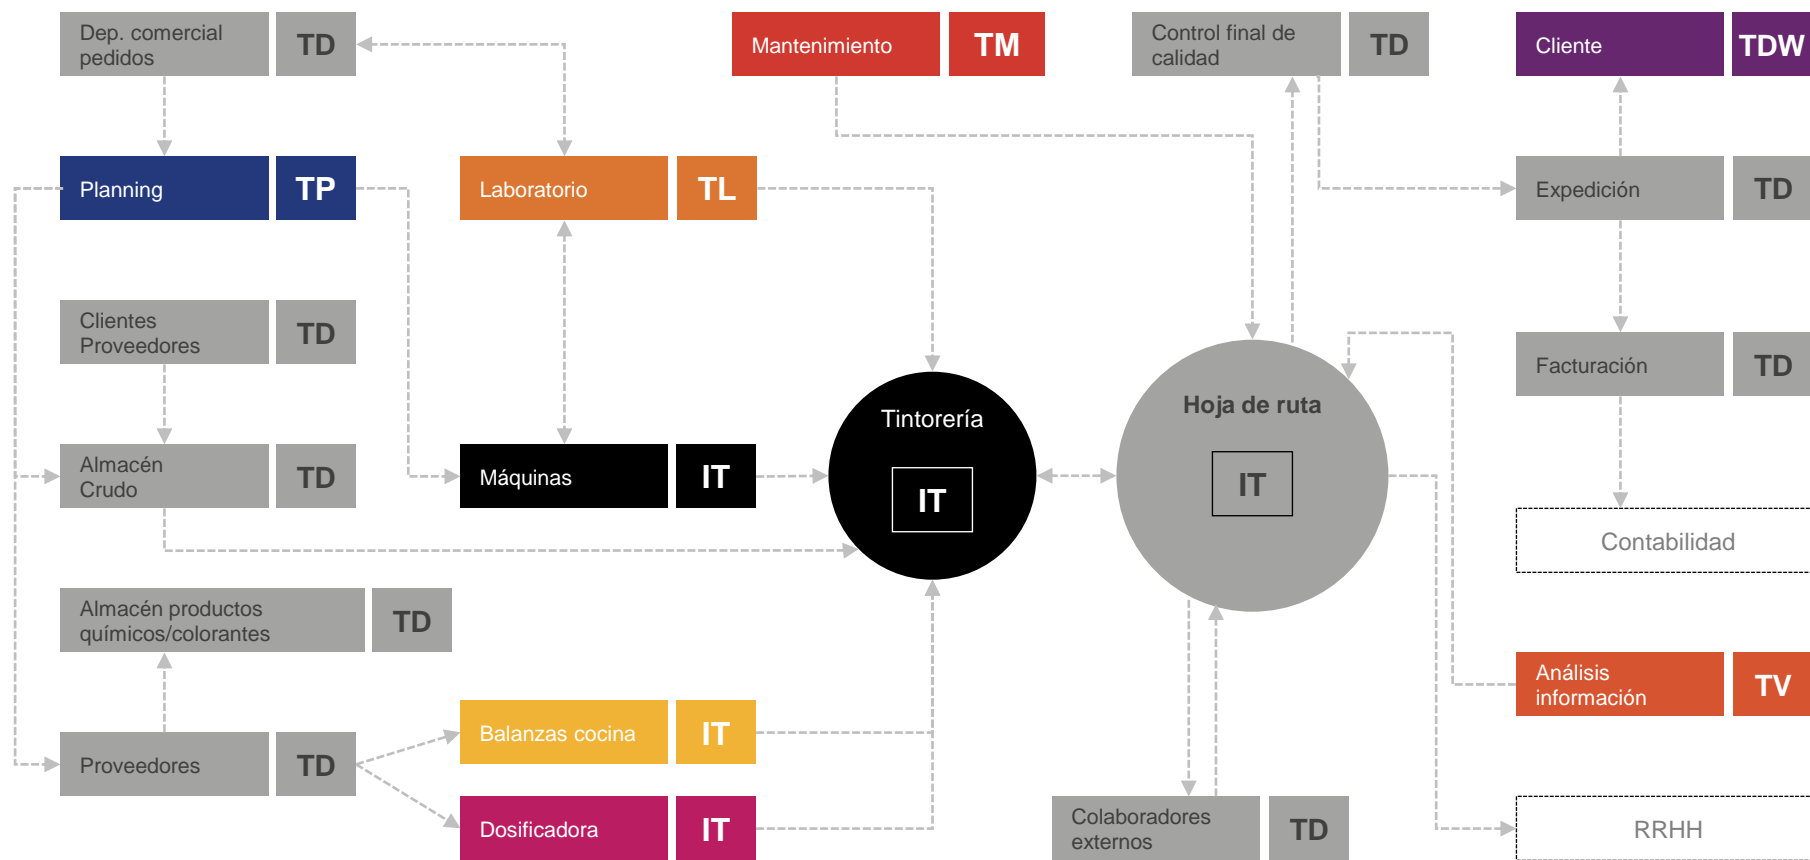 Dep. comercial
pedidos
TD
Mantenimiento
TM
Control final de
calidad
TD
Cliente
TDW
Planning
TP
Laboratorio
TL
Expedición
TD
Clientes
Proveedores
TD
Facturación
TD
Tintorería
IT
Hoja de ruta
IT
Almacén
Crudo
TD
Máquinas
IT
Contabilidad
Almacén productos
químicos/colorantes
TD
Análisis
información
TV
Proveedores
TD
Balanzas cocina
IT
Dosificadora
IT
Colaboradores
externos
TD
RRHH